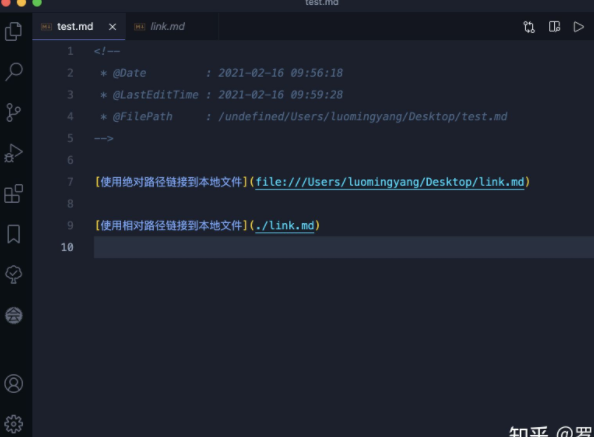 test.md
test.md
link.md
1 <!--
2 * @Date : 2021-02-16 09:56:18
3 * @LastEditTime : 2021-02-16 09:59:28
4 * @FilePath : /undefined/Users/luomingyang/Desktop/test.md
5 -->
6
7 [使用绝对路径链接到本地文件](file:///Users/luomingyang/Desktop/link.md)
8
9 [使用相对路径链接到本地文件](./link.md)
10
知乎 @罗